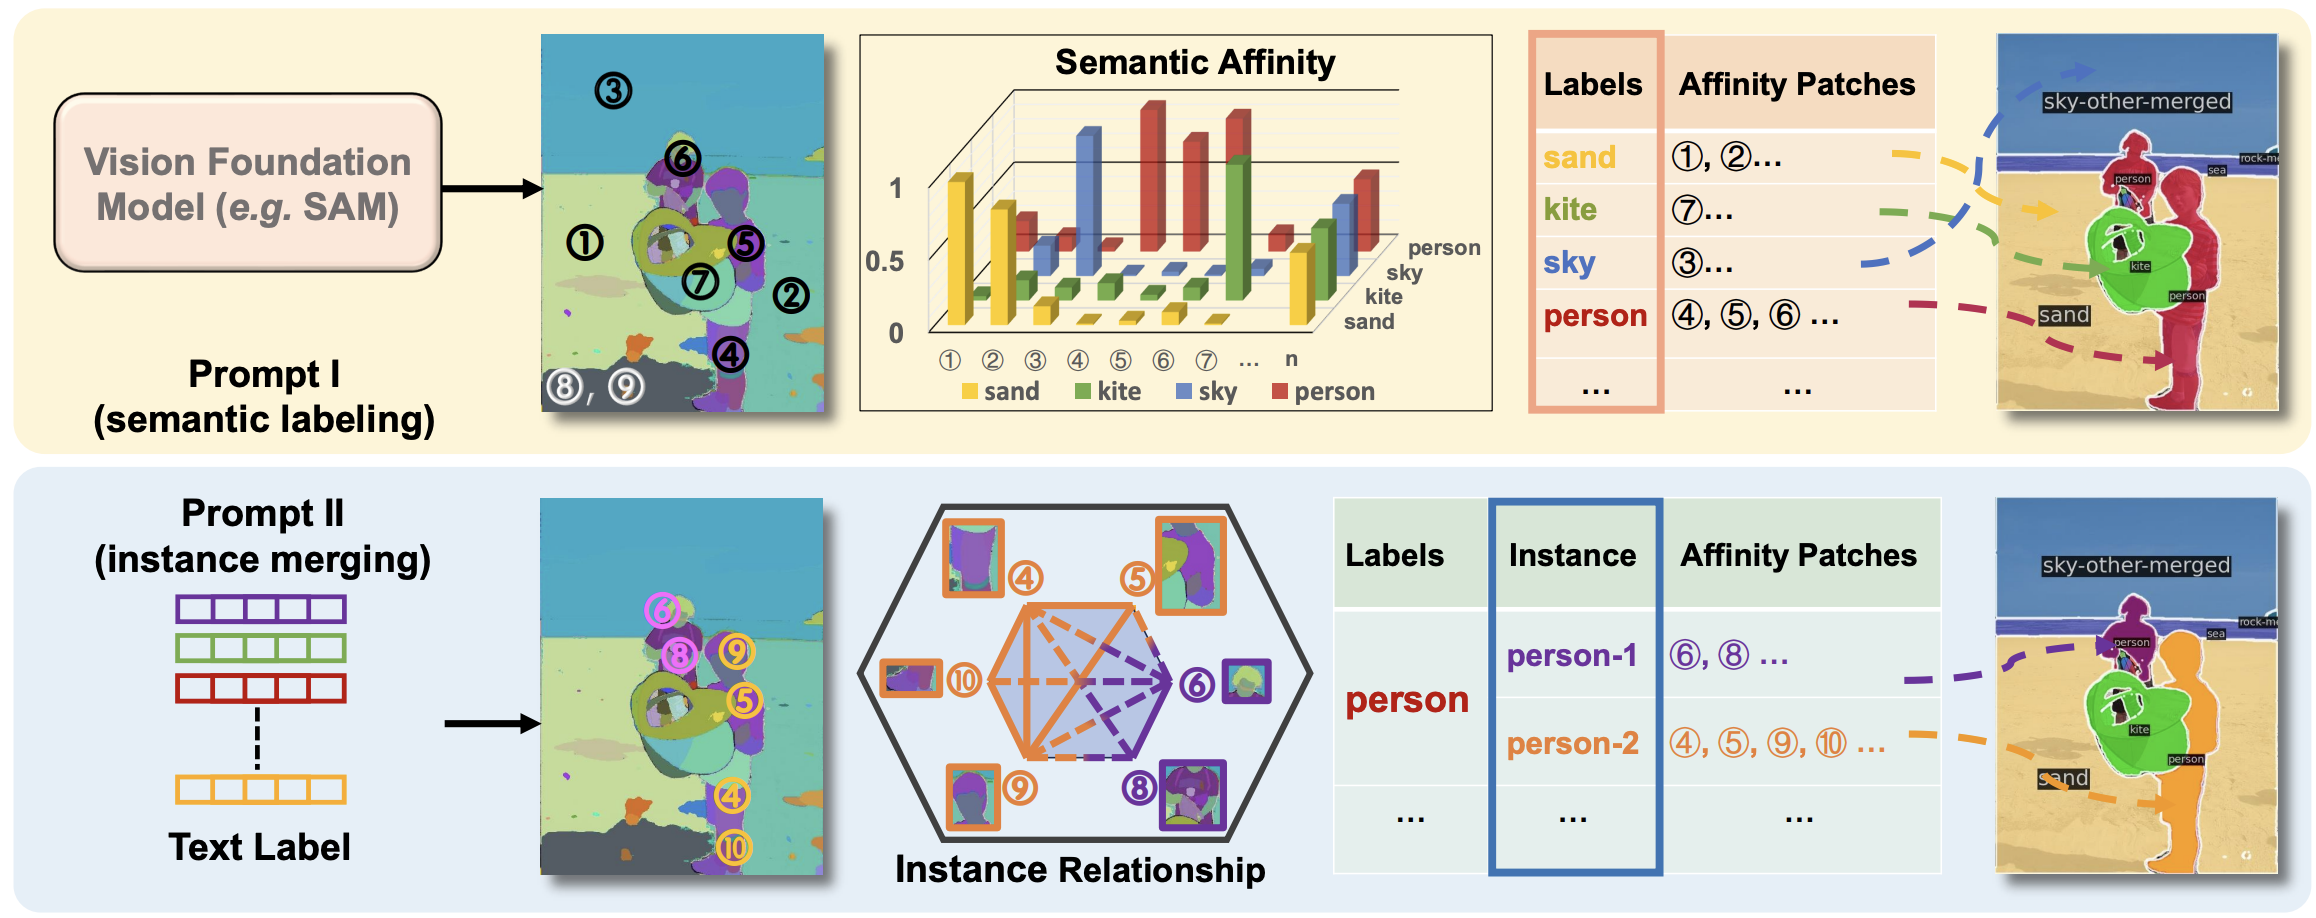 Vision Foundation
Model (e.g. SAM)
Prompt I
(semantic labeling)
③
⑥
①
⑤
⑦
②
④
⑧, ⑨
Semantic Affinity
1
0.5
0
person
sky
kite
sand
① ② ③ ④ ⑤ ⑥ ⑦ ... n
sand kite sky person
Labels Affinity Patches
sand ①, ②...
kite ⑦...
sky ③...
person ④, ⑤, ⑥ ...
... ...
sky-other-merged
rock-me
sea
person
kite
person
sand
Prompt II
(instance merging)
Text Label
⑥
⑧
⑨
⑤
④
⑩
④ ⑤
⑩ ⑥
⑨ ⑧
Instance Relationship
Labels Instance Affinity Patches
person
person-1 ⑥, ⑧ ...
person-2 ④, ⑤, ⑨, ⑩ ...
... ... ...
sky-other-merged
rock-me
sea
person
kite
person
sand